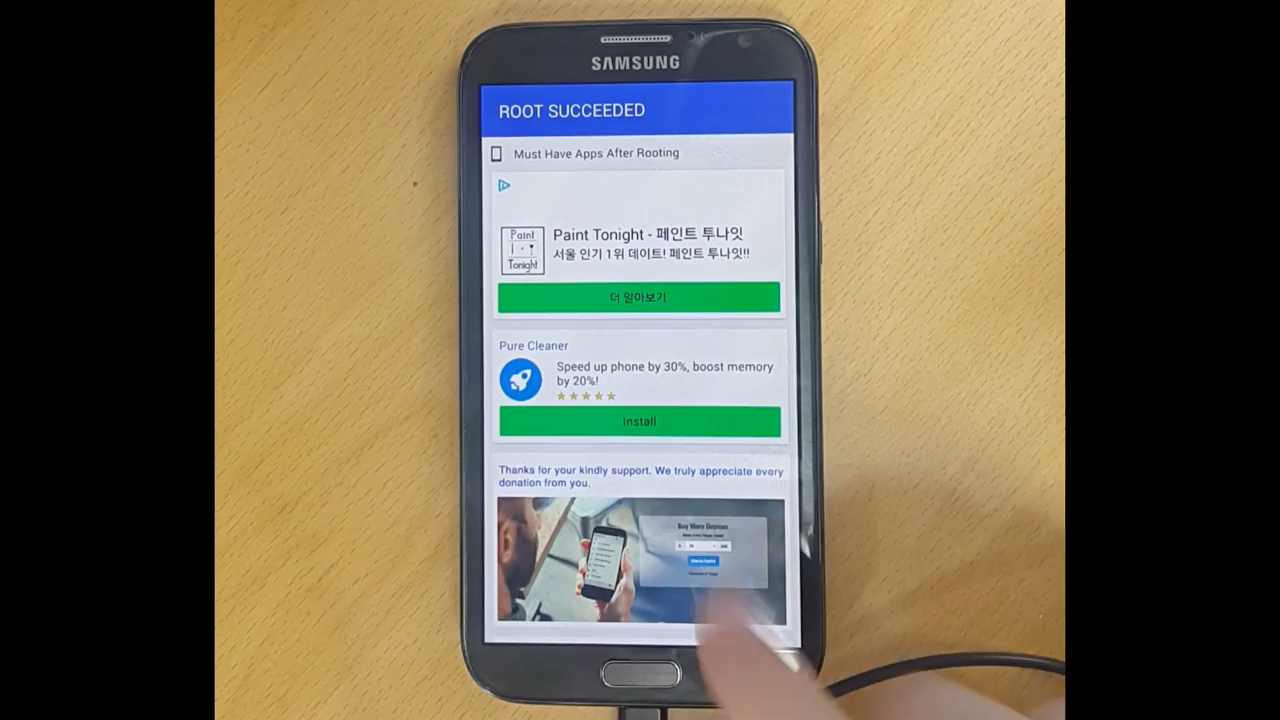 SAMSUNG
ROOT SUCCEEDED
Must Have Apps After Rooting
Paint
Tonight
Paint Tonight - 페인트 투나잇
서울 인기 1위 데이트! 페인트 투나잇!!
더 알아보기
Pure Cleaner
Speed up phone by 30%, boost memory
by 20%!
Install
Thanks for your kindly support. We truly appreciate every
donation from you.
Buy More Devices